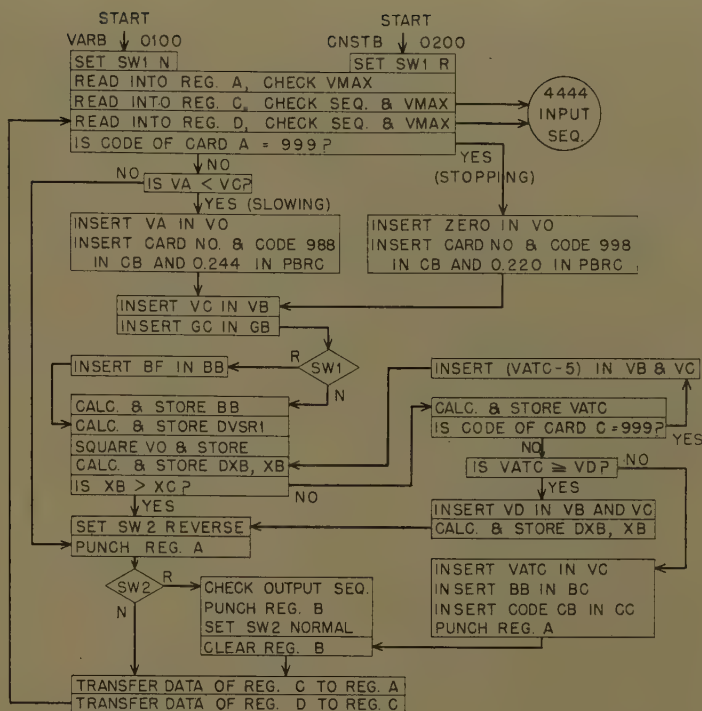 START
START
VARB 0100
CNSTB 0200
SET SW1 N
SET SW1 R
READ INTO REG. A, CHECK VMAX
READ INTO REG. C, CHECK SEQ. & VMAX
READ INTO REG. D, CHECK SEQ. & VMAX
IS CODE OF CARD A = 999?
4444
INPUT
SEQ.
NO
YES
(STOPPING)
NO
IS VA < VC?
YES (SLOWING)
INSERT VA IN VO
INSERT CARD NO. & CODE 988
IN CB AND 0.244 IN PBRC
INSERT ZERO IN VO
INSERT CARD NO & CODE 998
IN CB AND 0.220 IN PBRC
INSERT VC IN VB
INSERT GC IN GB
INSERT BF IN BB
R
SW1
N
INSERT (VATC-5) IN VB & VC
CALC. & STORE BB
CALC. & STORE DVSR1
SQUARE VO & STORE
CALC. & STORE DXB, XB
IS XB > XC?
NO
YES
CALC. & STORE VATC
IS CODE OF CARD C = 999?
YES
NO
IS VATC ≧ VD?
NO
YES
INSERT VD IN VB AND VC
CALC. & STORE DXB, XB
SET SW2 REVERSE
PUNCH REG. A
SW2
R
N
CHECK OUTPUT SEQ.
PUNCH REG. B
SET SW2 NORMAL
CLEAR REG. B
INSERT VATC IN VC
INSERT BB IN BC
INSERT CODE CB IN CC
PUNCH REG. A
TRANSFER DATA OF REG. C TO REG. A
TRANSFER DATA OF REG. D TO REG. C